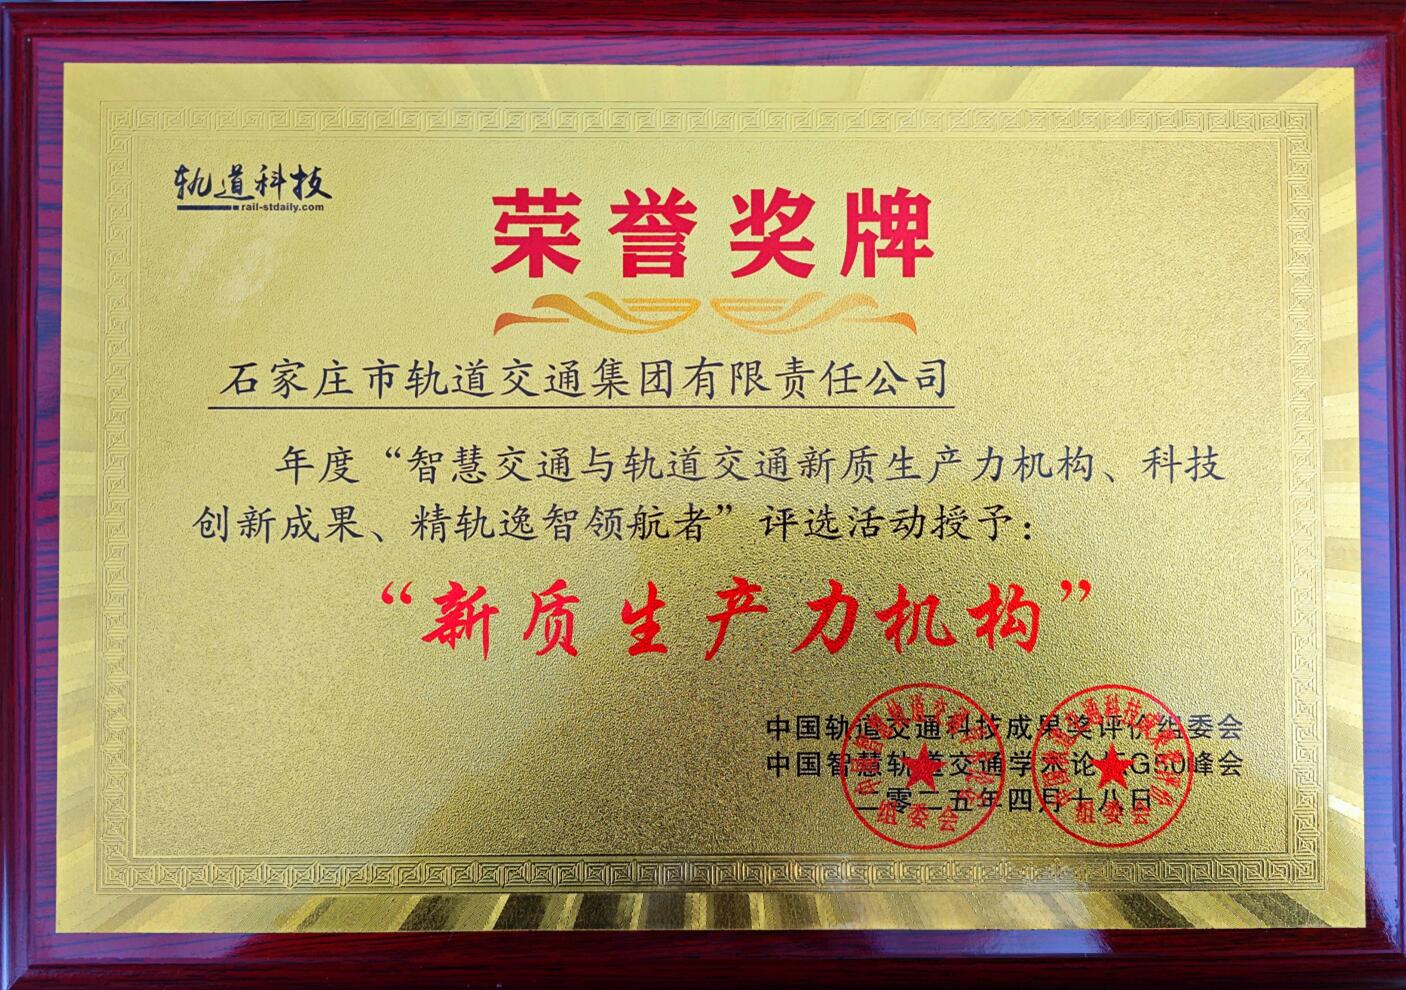 轨道科技
rail-stdaily.com
荣誉奖牌
石家庄市轨道交通集团有限责任公司
年度“智慧交通与轨道交通新质生产力机构、科技
创新成果、精轨逸智领航者”评选活动授予：
“新质生产力机构”
中国轨道交通科技成果奖评价组委会
中国智慧轨道交通学术论坛G50峰会
二零二五年四月十八日
组委会
组委会